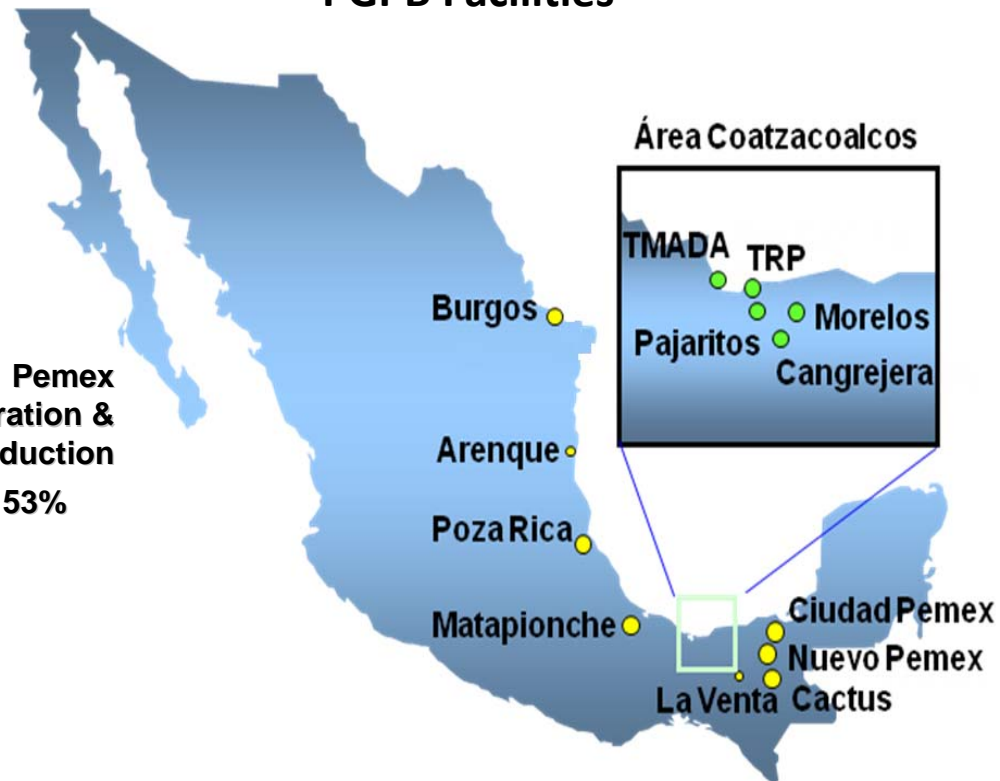 Facilities
Área Coatzacoalcos
TMADA
TRP
Morelos
Pajaritos
Cangrejera
Burgos
Pemex
ration &
duction
53%
Arenque
Poza Rica
Matapionche
Ciudad Pemex
Nuevo Pemex
La Venta
Cactus